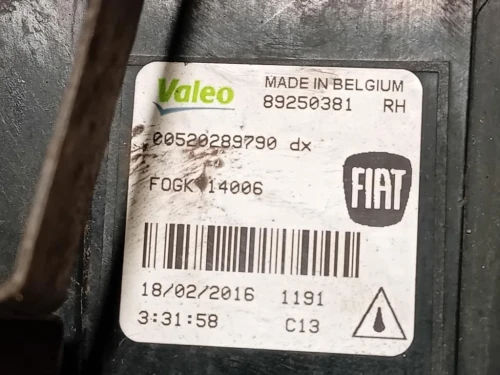 Valeo
MADE IN BELGIUM
89250381 RH
00520289790 dx
FOGK 14006
FIAT
18/02/2016 1191
3:31:58 C13